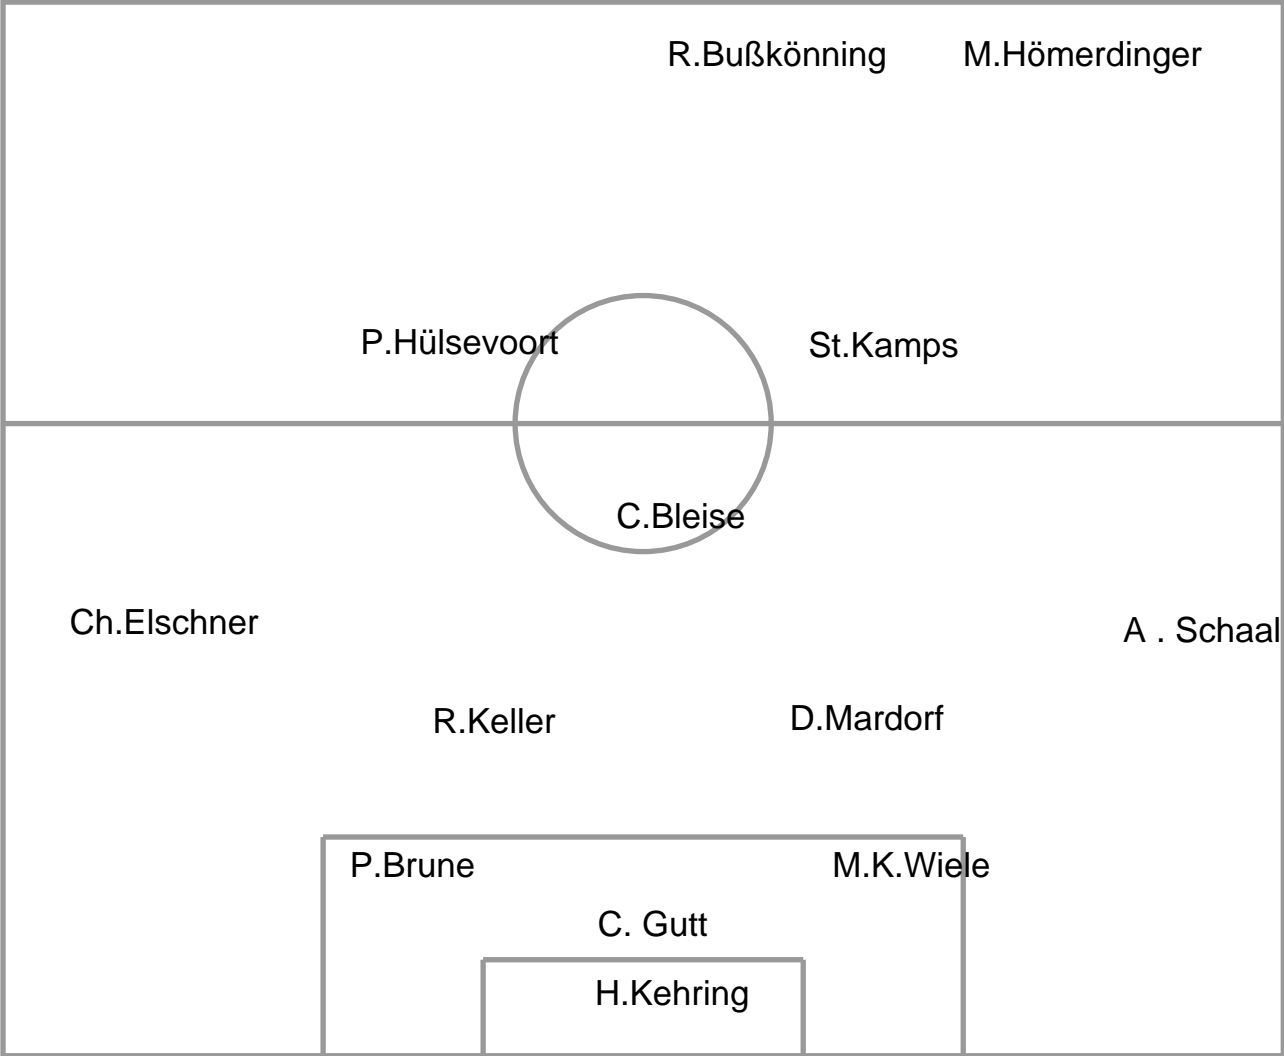 R.Bußkönning M.Hömerdinger
P.Hülsevoort St.Kamps
C.Bleise
Ch.Elschner A . Schaal
R.Keller D.Mardorf
P.Brune M.K.Wiele
C. Gutt
H.Kehring